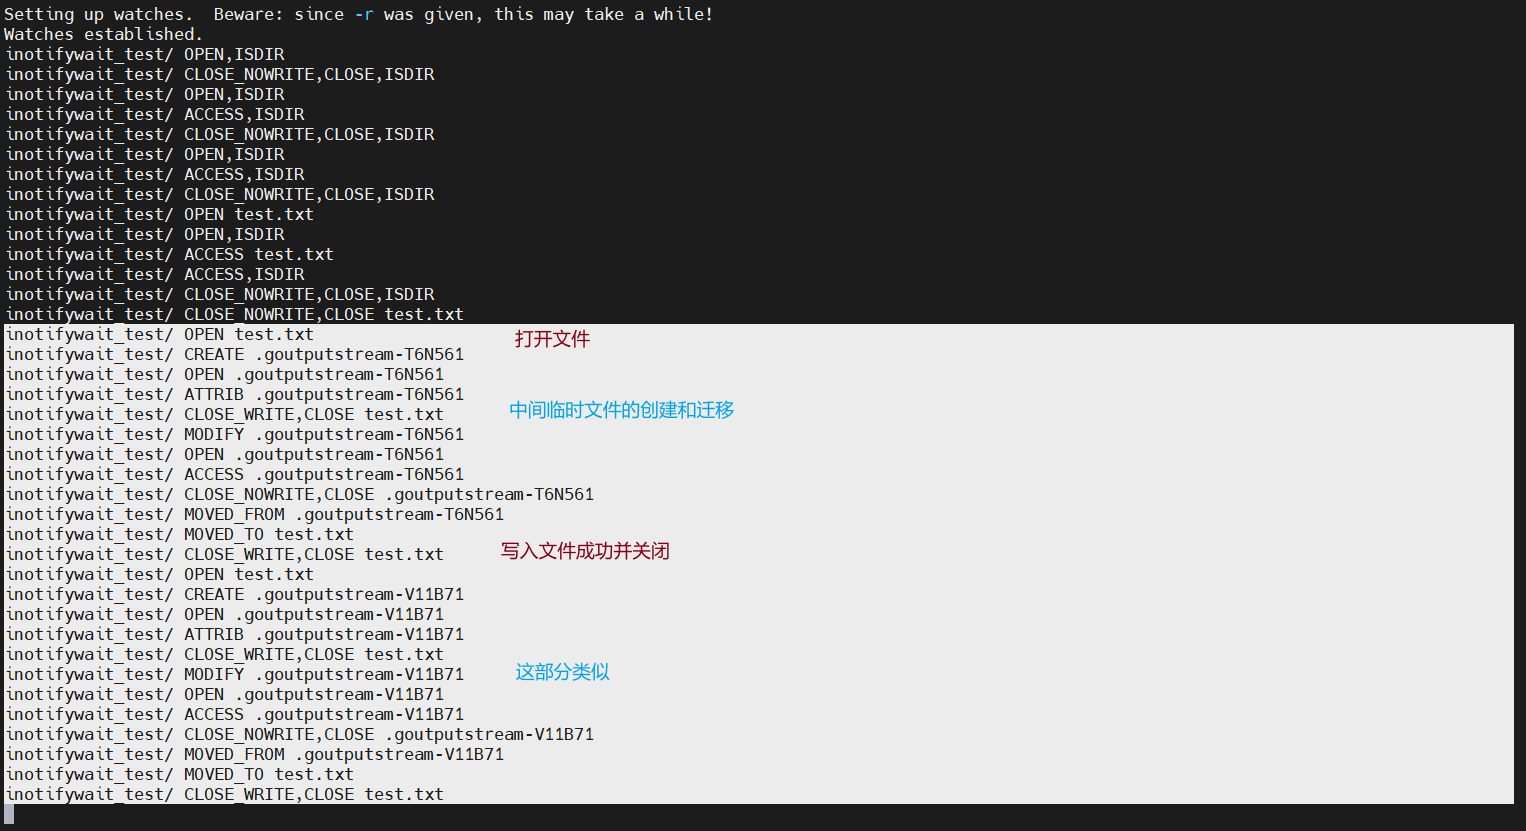 Setting up watches.  Beware: since -r was given, this may take a while!
Watches established.
inotifywait_test/ OPEN,ISDIR
inotifywait_test/ CLOSE_NOWRITE,CLOSE,ISDIR
inotifywait_test/ OPEN,ISDIR
inotifywait_test/ ACCESS,ISDIR
inotifywait_test/ CLOSE_NOWRITE,CLOSE,ISDIR
inotifywait_test/ OPEN,ISDIR
inotifywait_test/ ACCESS,ISDIR
inotifywait_test/ CLOSE_NOWRITE,CLOSE,ISDIR
inotifywait_test/ OPEN test.txt
inotifywait_test/ OPEN,ISDIR
inotifywait_test/ ACCESS test.txt
inotifywait_test/ ACCESS,ISDIR
inotifywait_test/ CLOSE_NOWRITE,CLOSE,ISDIR
inotifywait_test/ CLOSE_NOWRITE,CLOSE test.txt
inotifywait_test/ OPEN test.txt
打开文件
inotifywait_test/ CREATE .goutputstream-T6N561
inotifywait_test/ OPEN .goutputstream-T6N561
inotifywait_test/ ATTRIB .goutputstream-T6N561
inotifywait_test/ CLOSE_WRITE,CLOSE test.txt
中间临时文件的创建和迁移
inotifywait_test/ MODIFY .goutputstream-T6N561
inotifywait_test/ OPEN .goutputstream-T6N561
inotifywait_test/ ACCESS .goutputstream-T6N561
inotifywait_test/ CLOSE_NOWRITE,CLOSE .goutputstream-T6N561
inotifywait_test/ MOVED_FROM .goutputstream-T6N561
inotifywait_test/ MOVED_TO test.txt
inotifywait_test/ CLOSE_WRITE,CLOSE test.txt
写入文件成功并关闭
inotifywait_test/ OPEN test.txt
inotifywait_test/ CREATE .goutputstream-V11B71
inotifywait_test/ OPEN .goutputstream-V11B71
inotifywait_test/ ATTRIB .goutputstream-V11B71
inotifywait_test/ CLOSE_WRITE,CLOSE test.txt
inotifywait_test/ MODIFY .goutputstream-V11B71
这部分类似
inotifywait_test/ OPEN .goutputstream-V11B71
inotifywait_test/ ACCESS .goutputstream-V11B71
inotifywait_test/ CLOSE_NOWRITE,CLOSE .goutputstream-V11B71
inotifywait_test/ MOVED_FROM .goutputstream-V11B71
inotifywait_test/ MOVED_TO test.txt
inotifywait_test/ CLOSE_WRITE,CLOSE test.txt